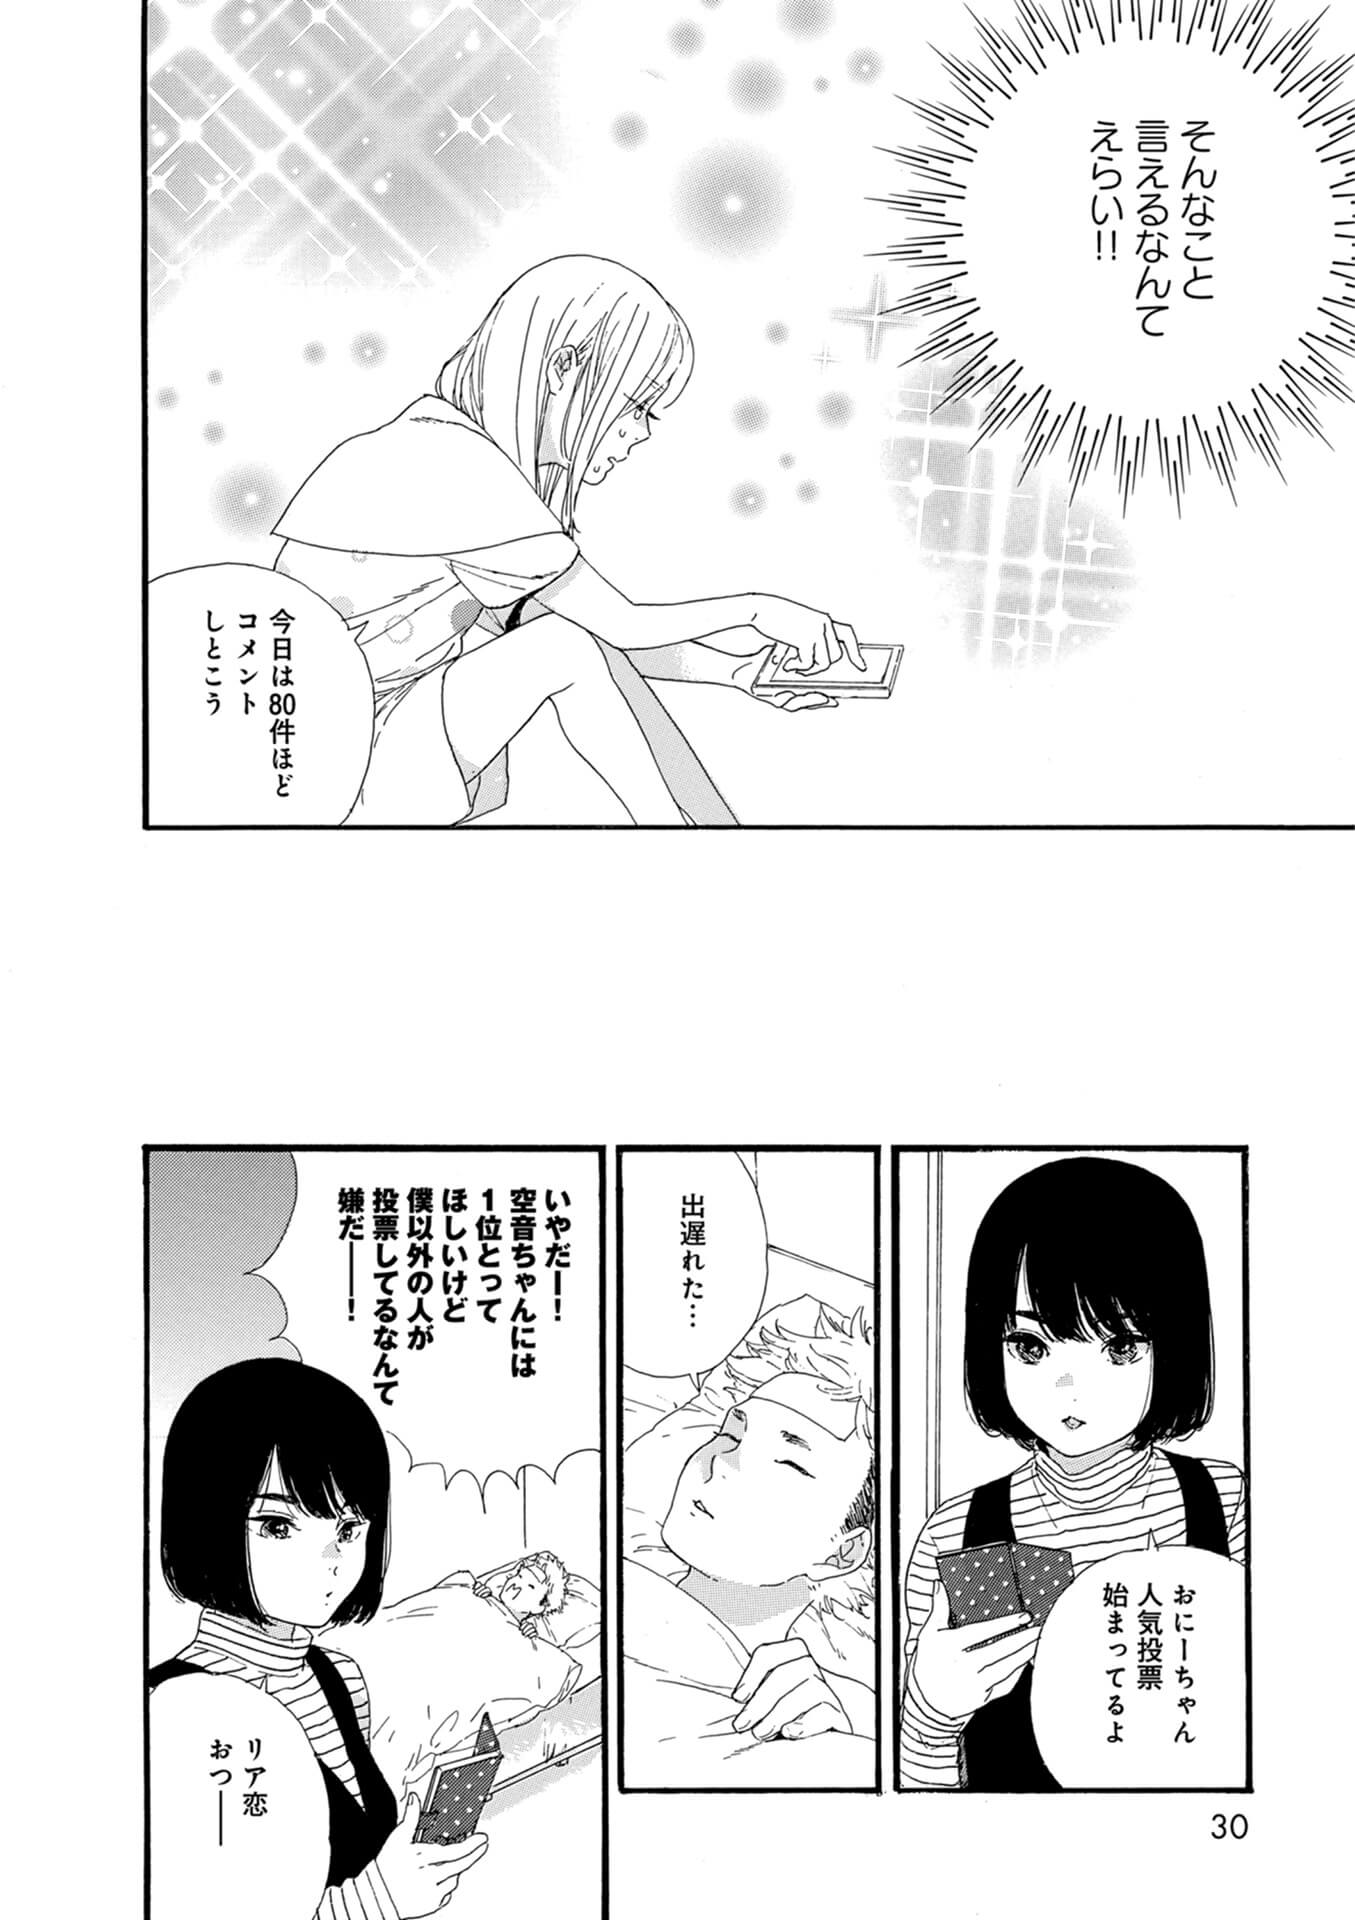 そんなこと
言えるなんて
えらい!!
今日は80件ほど
コメント
しとこう
おにーちゃん
人気投票
始まってるよ
出遅れた…
いやだー!
空音ちゃんには
1位とって
ほしいけど
僕以外の人が
投票してるなんて
嫌だ――!
リア恋
おつ――
30